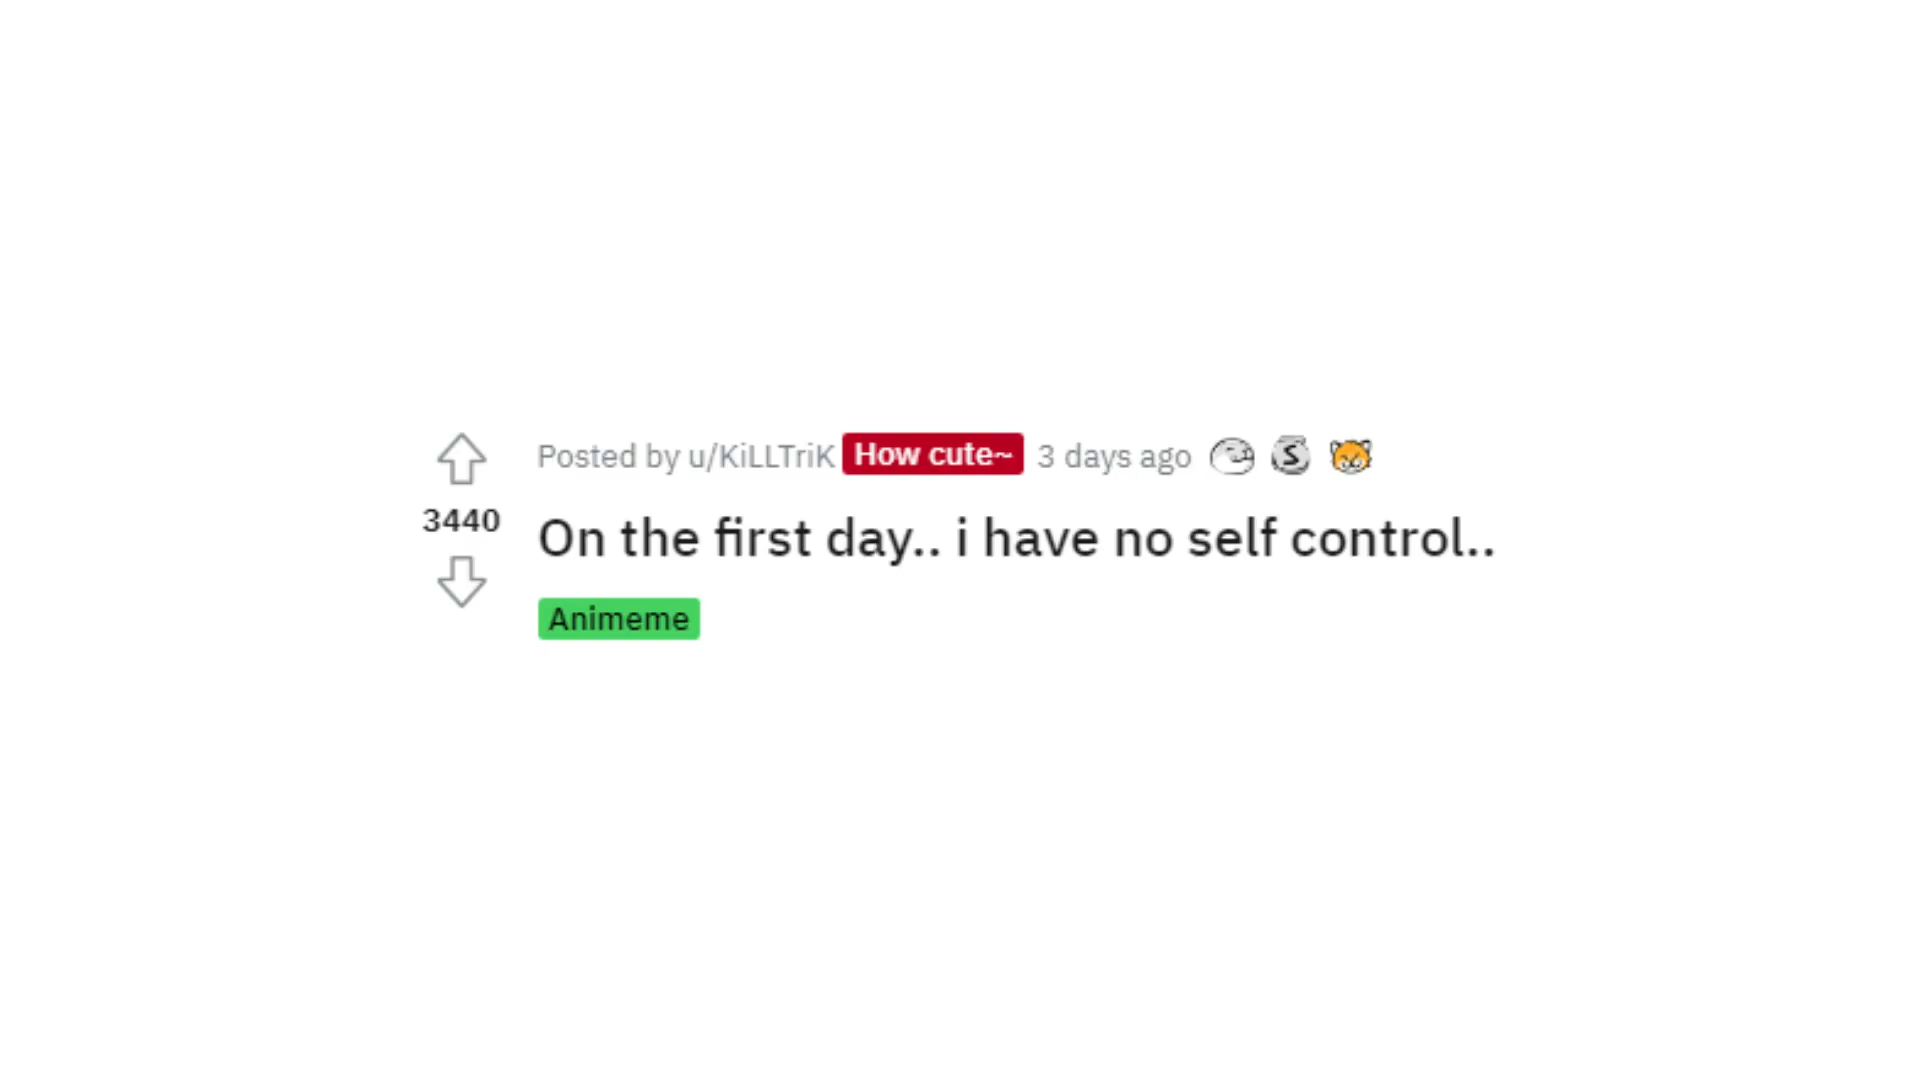 Posted by u/KiLLTriK How cute~ 3 days ago
3440
On the first day.. i have no self control..
Animeme